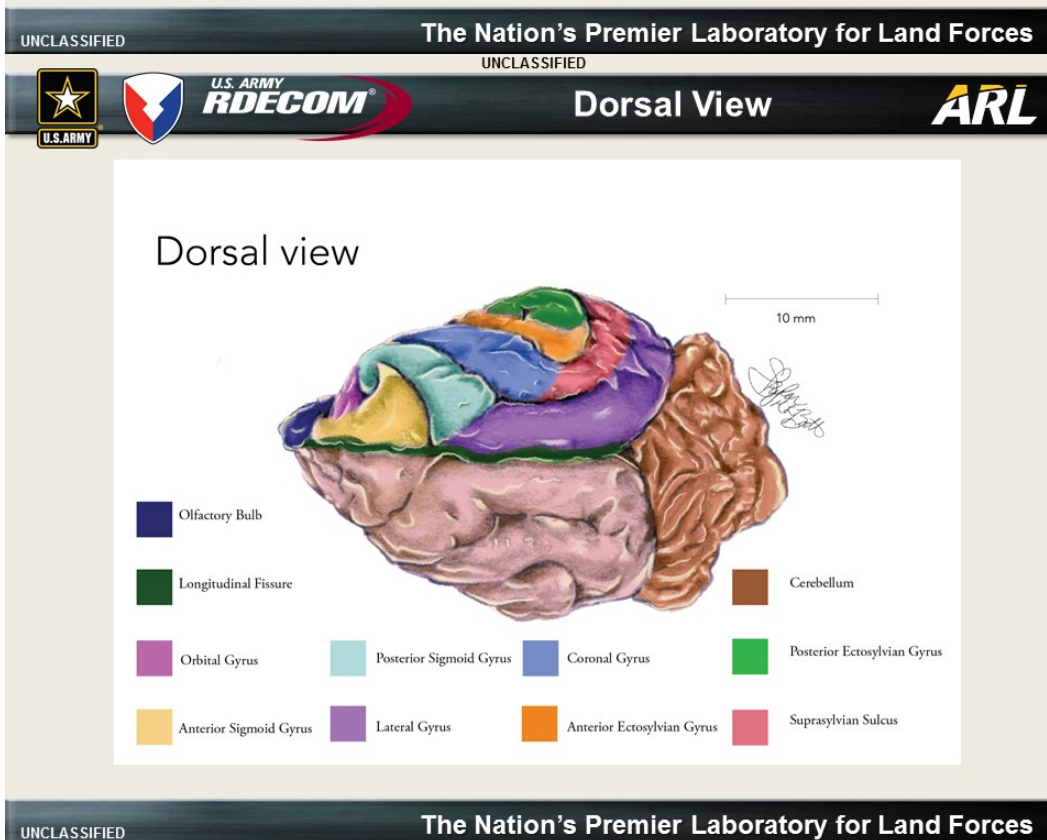 UNCLASSIFIED
The Nation's Premier Laboratory for Land Forces
UNCLASSIFIED
U.S.ARMY
U.S. ARMY
RDECOM®
Dorsal View
ARL
Dorsal view
10 mm
Olfactory Bulb
Longitudinal Fissure
Cerebellum
Orbital Gyrus
Posterior Sigmoid Gyrus
Coronal Gyrus
Posterior Ectosylvian Gyrus
Anterior Sigmoid Gyrus
Lateral Gyrus
Anterior Ectosylvian Gyrus
Suprasylvian Sulcus
UNCLASSIFIED
The Nation's Premier Laboratory for Land Forces